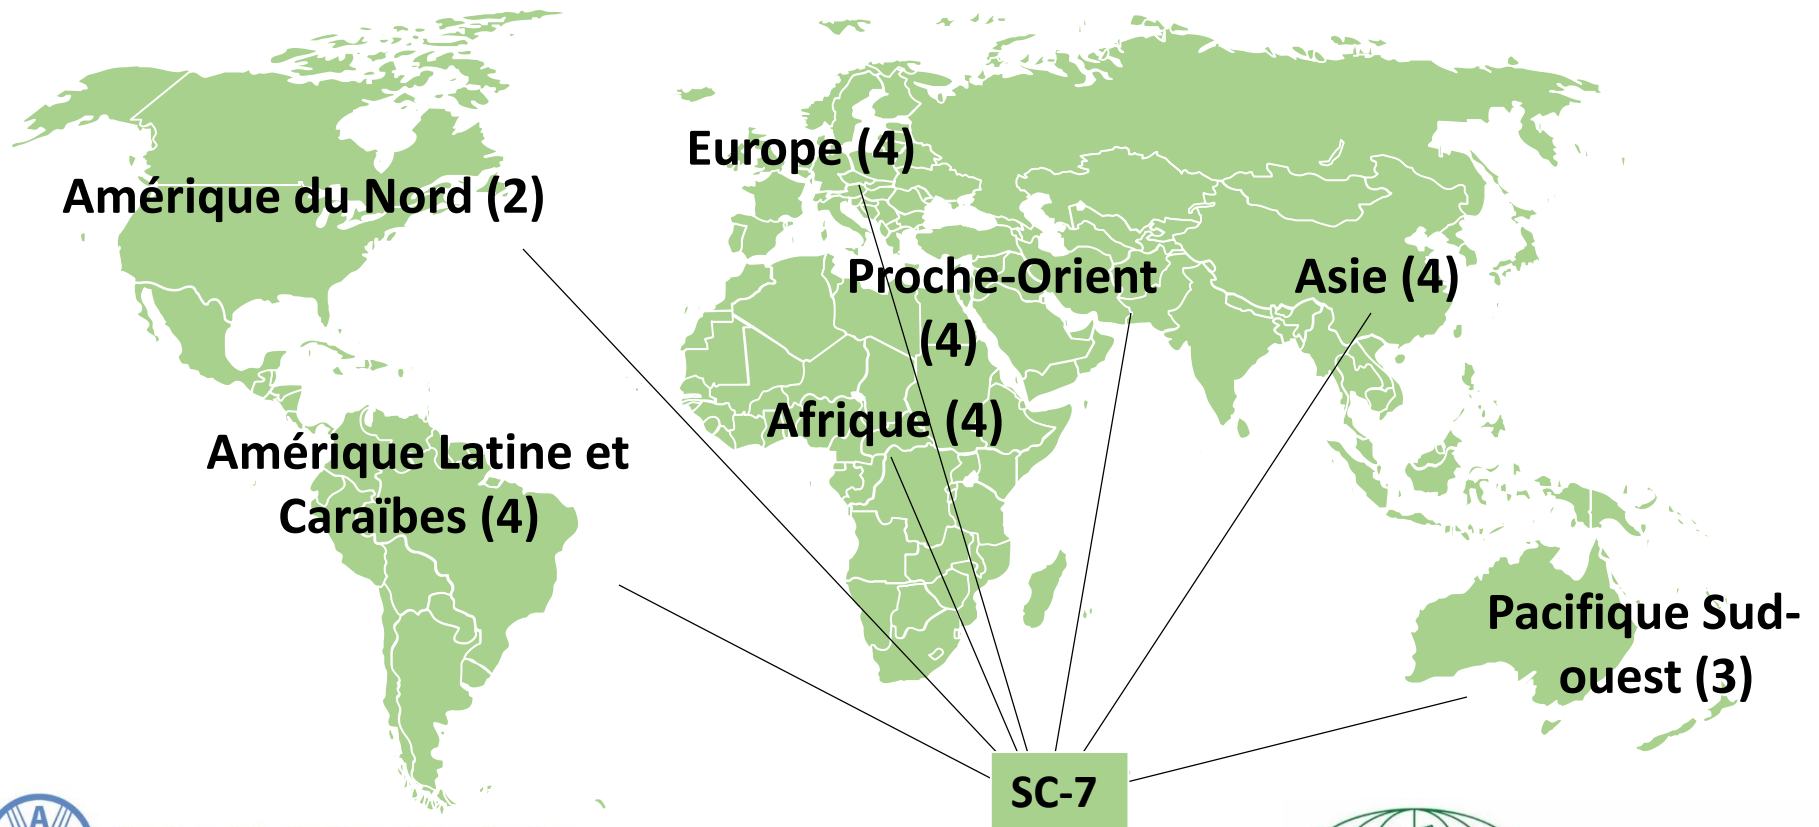 Europe (4)
Amérique du Nord (2)
Proche-Orient
(4)
Asie (4)
Afrique (4)
Amérique Latine et
Caraïbes (4)
Pacifique Sud-
ouest (3)
SC-7
A